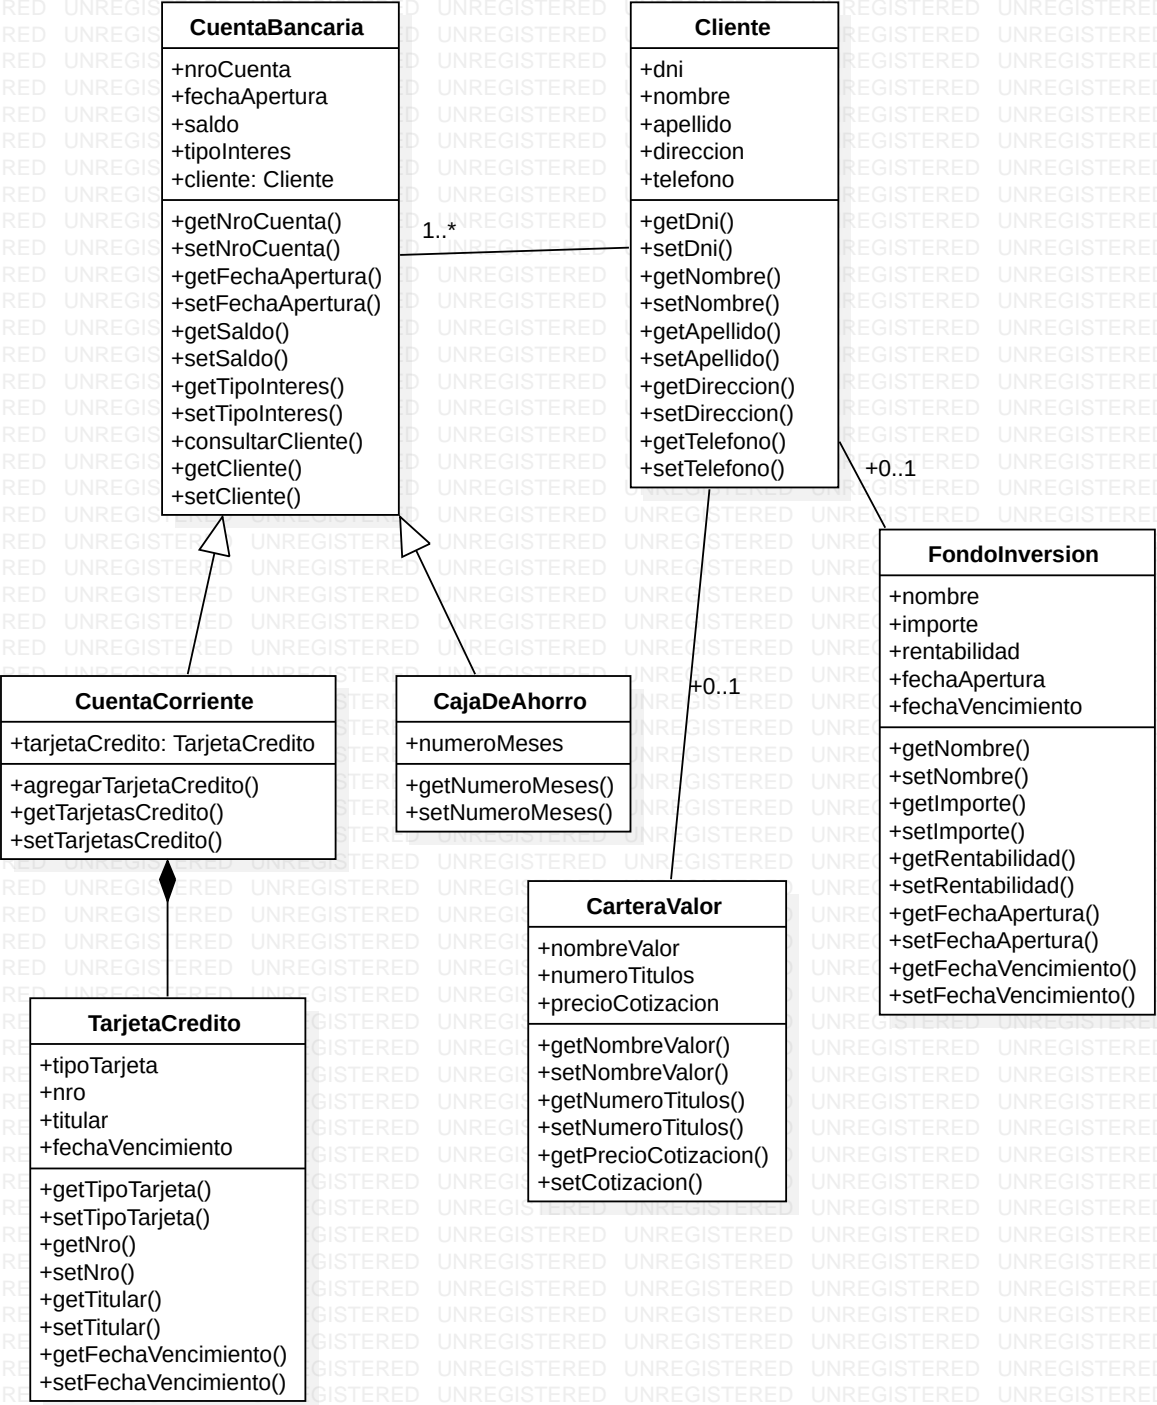 CuentaBancaria
+nroCuenta
+fechaApertura
+saldo
+tipoInteres
+cliente: Cliente
+getNroCuenta()
+setNroCuenta()
+getFechaApertura()
+setFechaApertura()
+getSaldo()
+setSaldo()
+getTipoInteres()
+setTipoInteres()
+consultarCliente()
+getCliente()
+setCliente()
1..*
Cliente
+dni
+nombre
+apellido
+direccion
+telefono
+getDni()
+setDni()
+getNombre()
+setNombre()
+getApellido()
+setApellido()
+getDireccion()
+setDireccion()
+getTelefono()
+setTelefono()
+0..1
FondoInversion
+nombre
+importe
+rentabilidad
+fechaApertura
+fechaVencimiento
+getNombre()
+setNombre()
+getImporte()
+setImporte()
+getRentabilidad()
+setRentabilidad()
+getFechaApertura()
+setFechaApertura()
+getFechaVencimiento()
+setFechaVencimiento()
CuentaCorriente
+tarjetaCredito: TarjetaCredito
+agregarTarjetaCredito()
+getTarjetasCredito()
+setTarjetasCredito()
CajaDeAhorro
+numeroMeses
+getNumeroMeses()
+setNumeroMeses()
+0..1
CarteraValor
+nombreValor
+numeroTitulos
+precioCotizacion
+getNombreValor()
+setNombreValor()
+getNumeroTitulos()
+setNumeroTitulos()
+getPrecioCotizacion()
+setCotizacion()
TarjetaCredito
+tipoTarjeta
+nro
+titular
+fechaVencimiento
+getTipoTarjeta()
+setTipoTarjeta()
+getNro()
+setNro()
+getTitular()
+setTitular()
+getFechaVencimiento()
+setFechaVencimiento()
UNREGISTERED